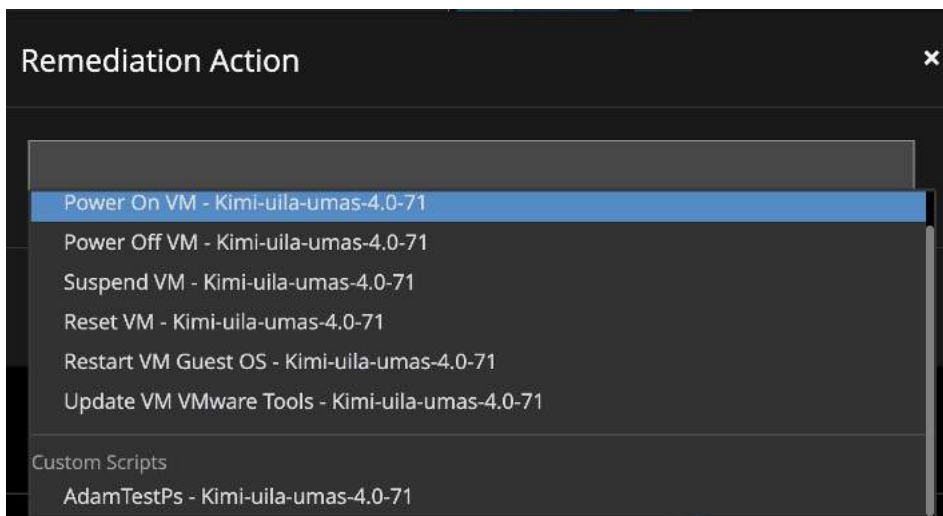 Remediation Action
×
Power On VM - Kimi-uila-umas-4.0-71
Power Off VM - Kimi-uila-umas-4.0-71
Suspend VM - Kimi-uila-umas-4.0-71
Reset VM - Kimi-uila-umas-4.0-71
Restart VM Guest OS - Kimi-uila-umas-4.0-71
Update VM VMware Tools - Kimi-uila-umas-4.0-71
Custom Scripts
AdamTestPs - Kimi-uila-umas-4.0-71